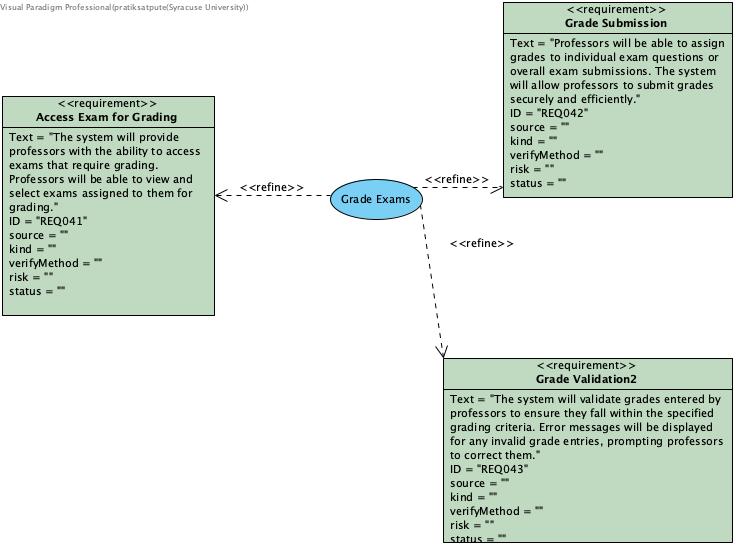 Visual Paradigm Professional(pratiksatpute(Syracuse University))
<<requirement>>
Grade Submission
Text = "Professors will be able to assign
grades to individual exam questions or
overall exam submissions. The system
will allow professors to submit grades
securely and efficiently."
ID = "REQ042"
source = ""
kind = ""
verifyMethod = ""
risk = ""
status = ""
<<requirement>>
Access Exam for Grading
Text = "The system will provide
professors with the ability to access
exams that require grading.
Professors will be able to view and
select exams assigned to them for
grading."
ID = "REQ041"
source = ""
kind = ""
verifyMethod = ""
risk = ""
status = ""
<<refine>>
Grade Exams
<<refine>>
<<refine>>
<<requirement>>
Grade Validation2
Text = "The system will validate grades entered by
professors to ensure they fall within the specified
grading criteria. Error messages will be displayed
for any invalid grade entries, prompting professors
to correct them."
ID = "REQ043"
source = ""
kind = ""
verifyMethod = ""
risk = ""
status = ""